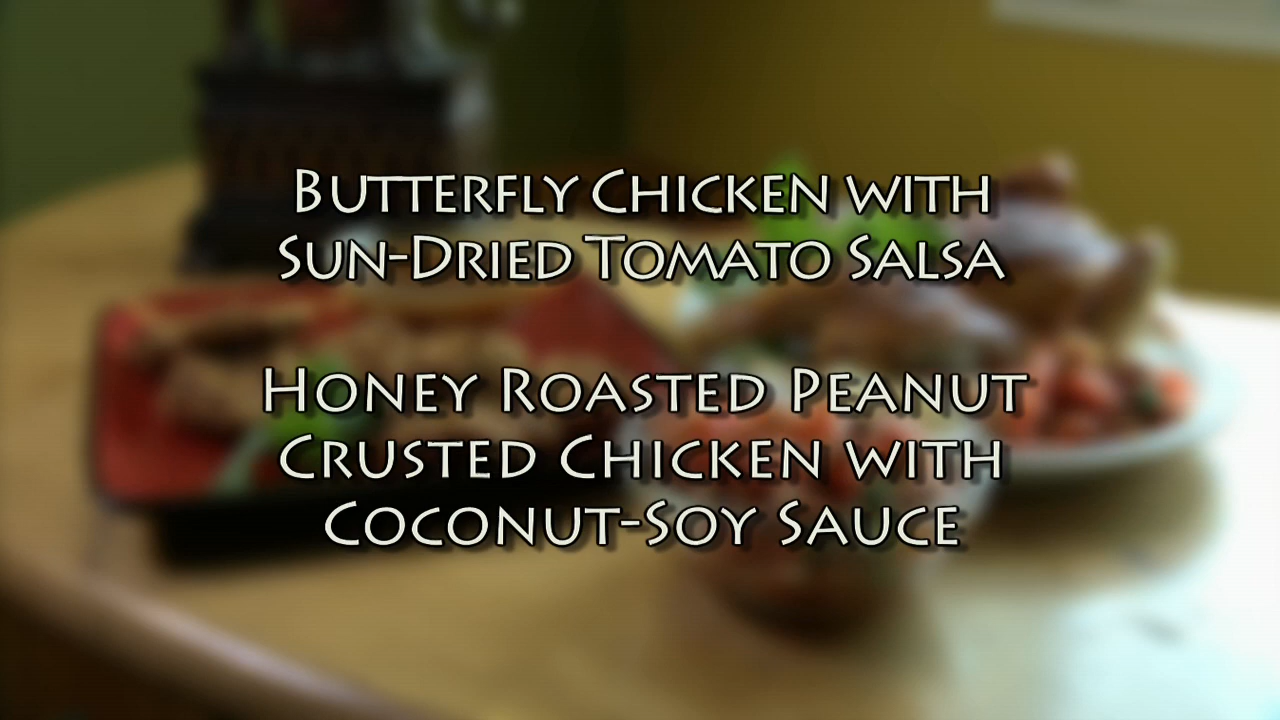 Butterfly Chicken with
Sun-Dried Tomato Salsa
Honey Roasted Peanut
Crusted Chicken with
Coconut-Soy Sauce